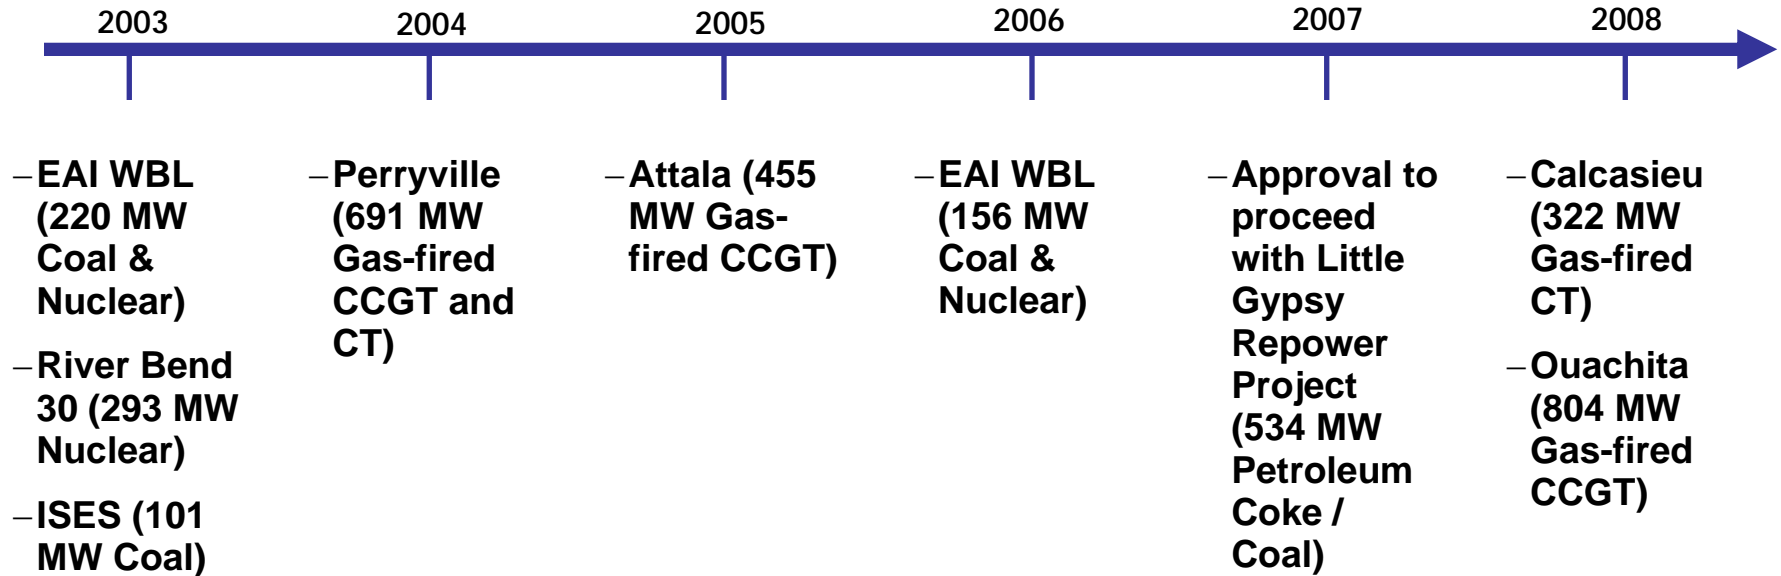 2003
2004
2005
2006
2007
2008
–EAI WBL
(220 MW
Coal &
Nuclear)
–River Bend
30 (293 MW
Nuclear)
–ISES (101
MW Coal)
–Perryville
(691 MW
Gas-fired
CCGT and
CT)
–Attala (455
MW Gas-
fired CCGT)
–EAI WBL
(156 MW
Coal &
Nuclear)
–Approval to
proceed
with Little
Gypsy
Repower
Project
(534 MW
Petroleum
Coke /
Coal)
–Calcasieu
(322 MW
Gas-fired
CT)
–Ouachita
(804 MW
Gas-fired
CCGT)